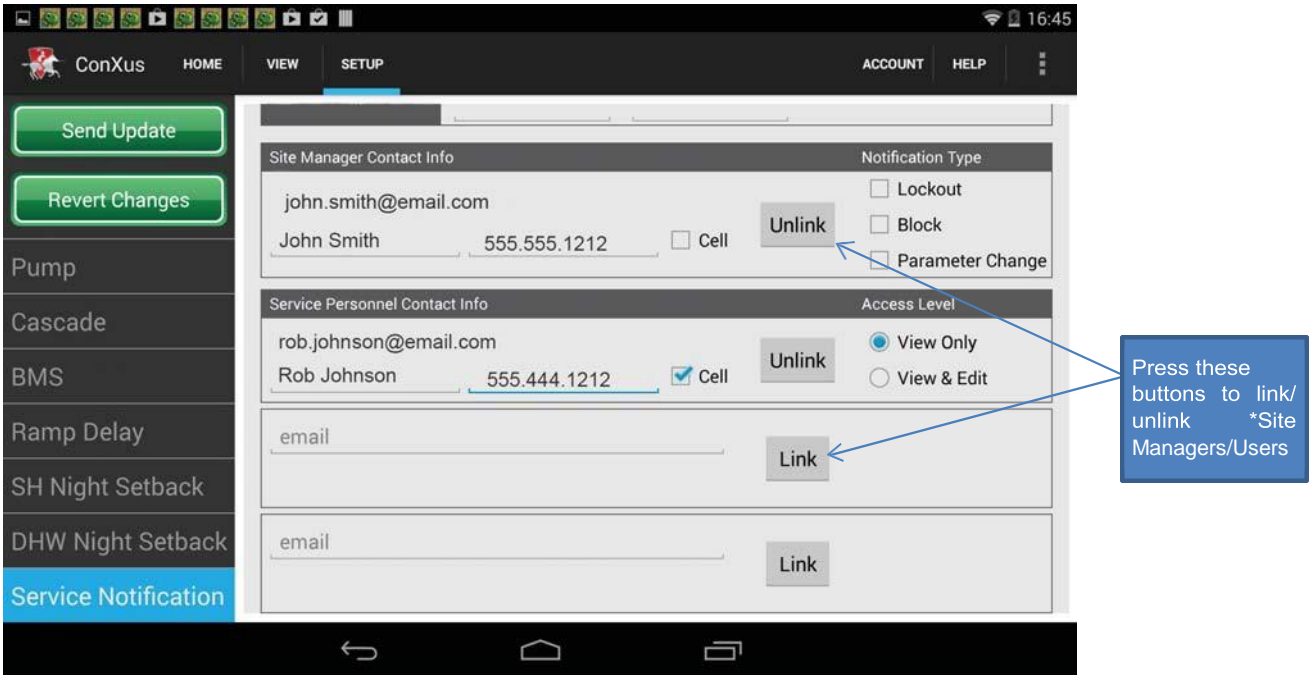 16:45
ConXus HOME VIEW SETUP ACCOUNT HELP
Send Update
Revert Changes
Pump
Cascade
BMS
Ramp Delay
SH Night Setback
DHW Night Setback
Service Notification
Site Manager Contact Info Notification Type
john.smith@email.com
John Smith 555.555.1212 Cell Unlink
Lockout
Block
Parameter Change
Service Personnel Contact Info Access Level
rob.johnson@email.com
Rob Johnson 555.444.1212 Cell Unlink
View Only
View & Edit
email
Link
email
Link
Press these
buttons to link/
unlink *Site
Managers/Users